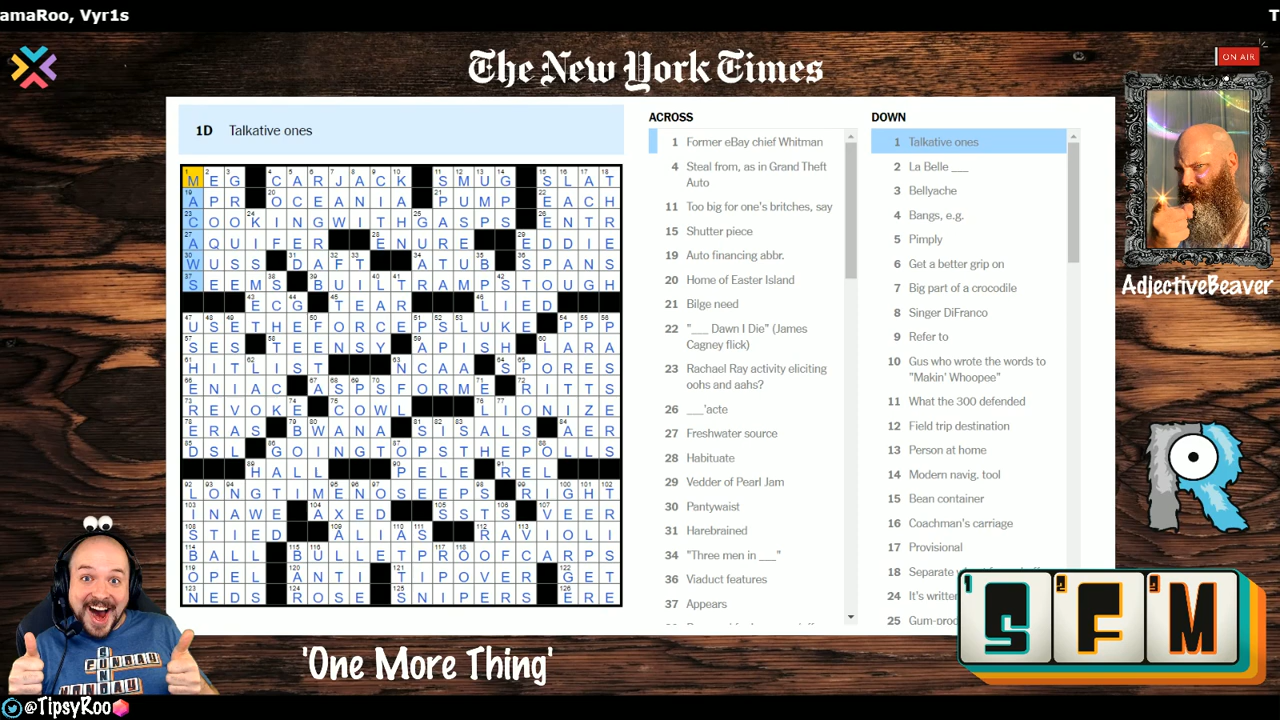 amaRoo, Vyr1s
T
The New York Times
ON AIR
1D Talkative ones
ACROSS
1 Former eBay chief Whitman
4 Steal from, as in Grand Theft
Auto
11 Too big for one's britches, say
15 Shutter piece
19 Auto financing abbr.
20 Home of Easter Island
21 Bilge need
22 "___ Dawn I Die" (James
Cagney flick)
23 Rachael Ray activity eliciting
oohs and aahs?
26 ___'acte
27 Freshwater source
28 Habituate
29 Vedder of Pearl Jam
30 Pantywaist
31 Harebrained
34 "Three men in ___"
36 Viaduct features
37 Appears
DOWN
1 Talkative ones
2 La Belle ___
3 Bellyache
4 Bangs, e.g.
5 Pimply
6 Get a better grip on
7 Big part of a crocodile
8 Singer DiFranco
9 Refer to
10 Gus who wrote the words to
"Makin' Whoopee"
11 What the 300 defended
12 Field trip destination
13 Person at home
14 Modern navig. tool
15 Bean container
16 Coachman's carriage
17 Provisional
18 Separate
24 It's written
25 Gum-prod
MEG CARJACK SMUG SLAT
APR OCEANIA PUMP EACH
COOKINGWITHGASPS ENTR
AQUIFER ENURE EDDIE
WUSS DAFT ATUB SPANS
SEEMS BUILTRAMPSTOUGH
ECG TEAR LIED
USETHEFORCEPSLUKE PPP
SES TEENSY APISH LARA
HITLIST NCAA SPORES
ENIAC ASPSFORME RITTS
REVOKE COWL LIONIZE
ERAS BWANA SISALS AER
DSL GOINGTOPSTHEPOLLS
HALL PELE REL
LONGTIMENOSEEPS RIGHT
INAWE AXED SSTS VEER
STIED ALIAS RAVIOLI
BALL BULLETPROOFCARPS
OPEL ANTI TIPOVER GET
NEDS ROSE SNIPERS ERE
AdjectiveBeaver
R
1 S 2 F 3 M
FUNDAY
'One More Thing'
@TipsyRoo